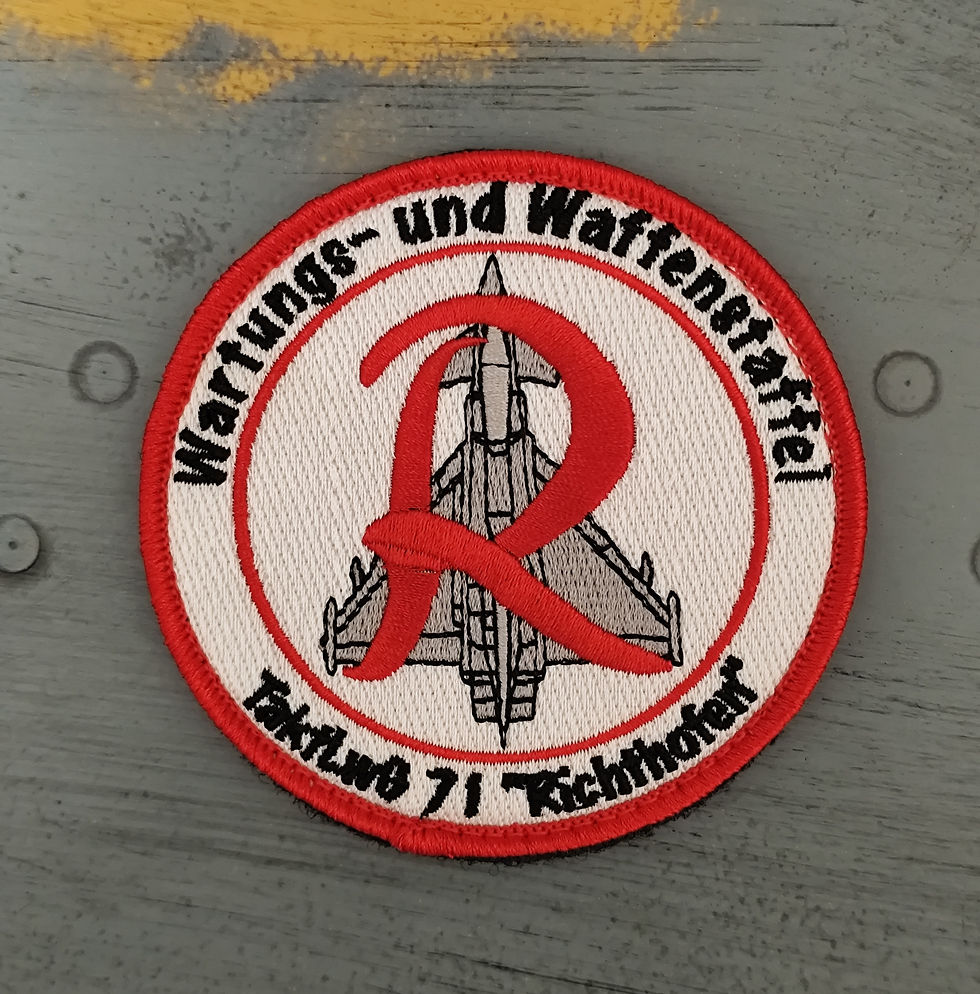 Wartungs- und Waffenstaffel
R
TaktLwG 71 "Richthofen"